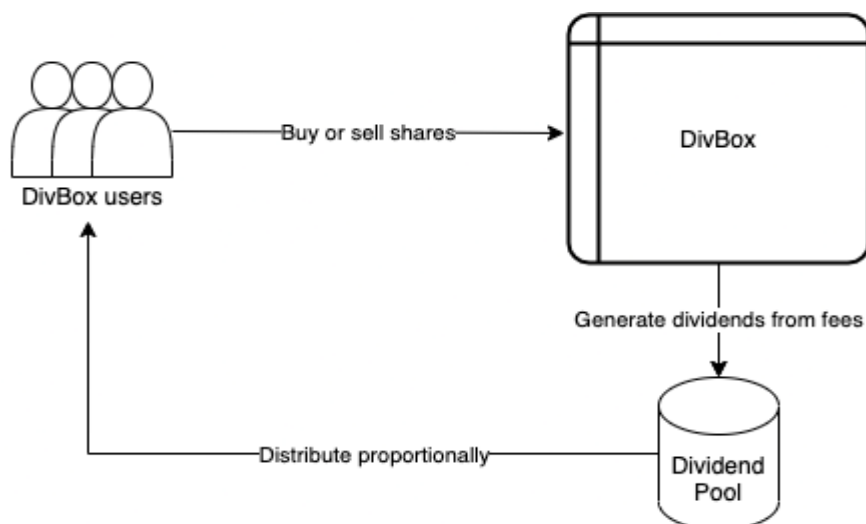 Buy or sell shares
DivBox
DivBox users
Generate dividends from fees
Distribute proportionally
Dividend
Pool